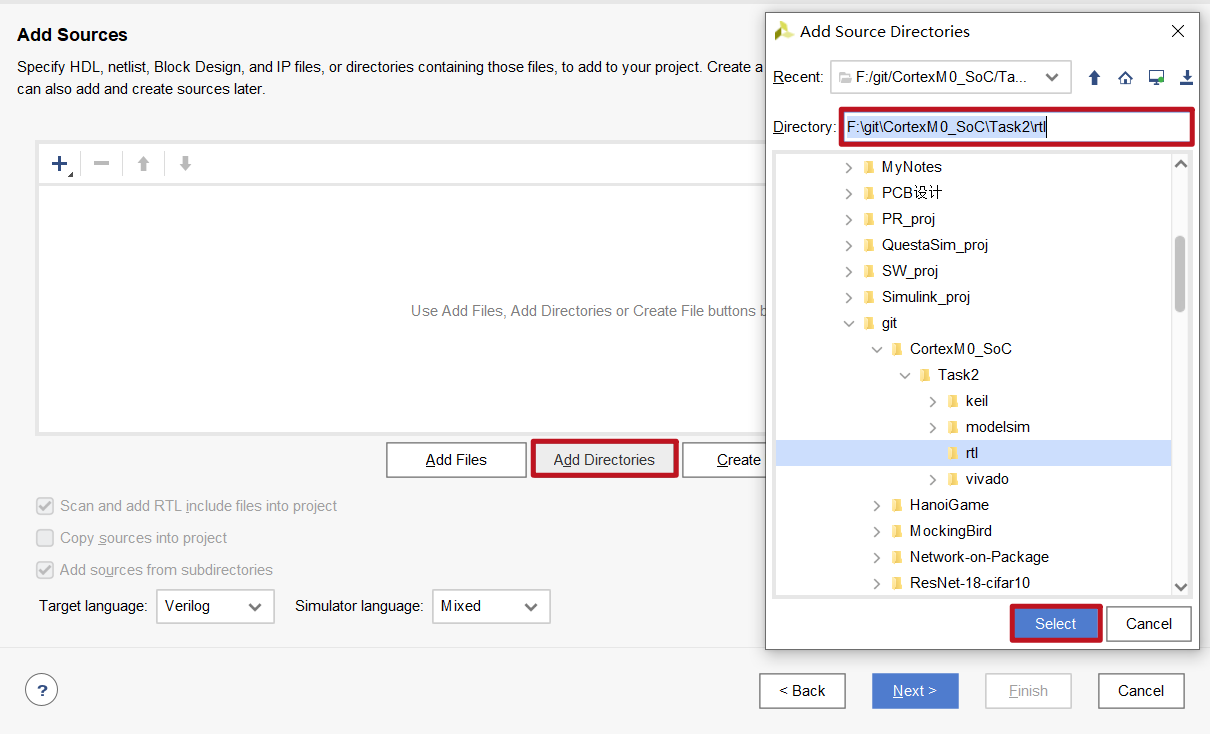 Add Sources
Specify HDL, netlist, Block Design, and IP files, or directories containing those files, to add to your project. Create a
can also add and create sources later.
Use Add Files, Add Directories or Create File buttons b
Add Files
Add Directories
Create
Scan and add RTL include files into project
Copy sources into project
Add sources from subdirectories
Target language: Verilog
Simulator language: Mixed
?
< Back
Next >
Finish
Cancel
Add Source Directories
Recent: F:/git/CortexM0_SoC/Ta...
Directory: F:\git\CortexM0_SoC\Task2\rtl
MyNotes
PCB设计
PR_proj
QuestaSim_proj
SW_proj
Simulink_proj
git
CortexM0_SoC
Task2
keil
modelsim
rtl
vivado
HanoiGame
MockingBird
Network-on-Package
ResNet-18-cifar10
Select
Cancel